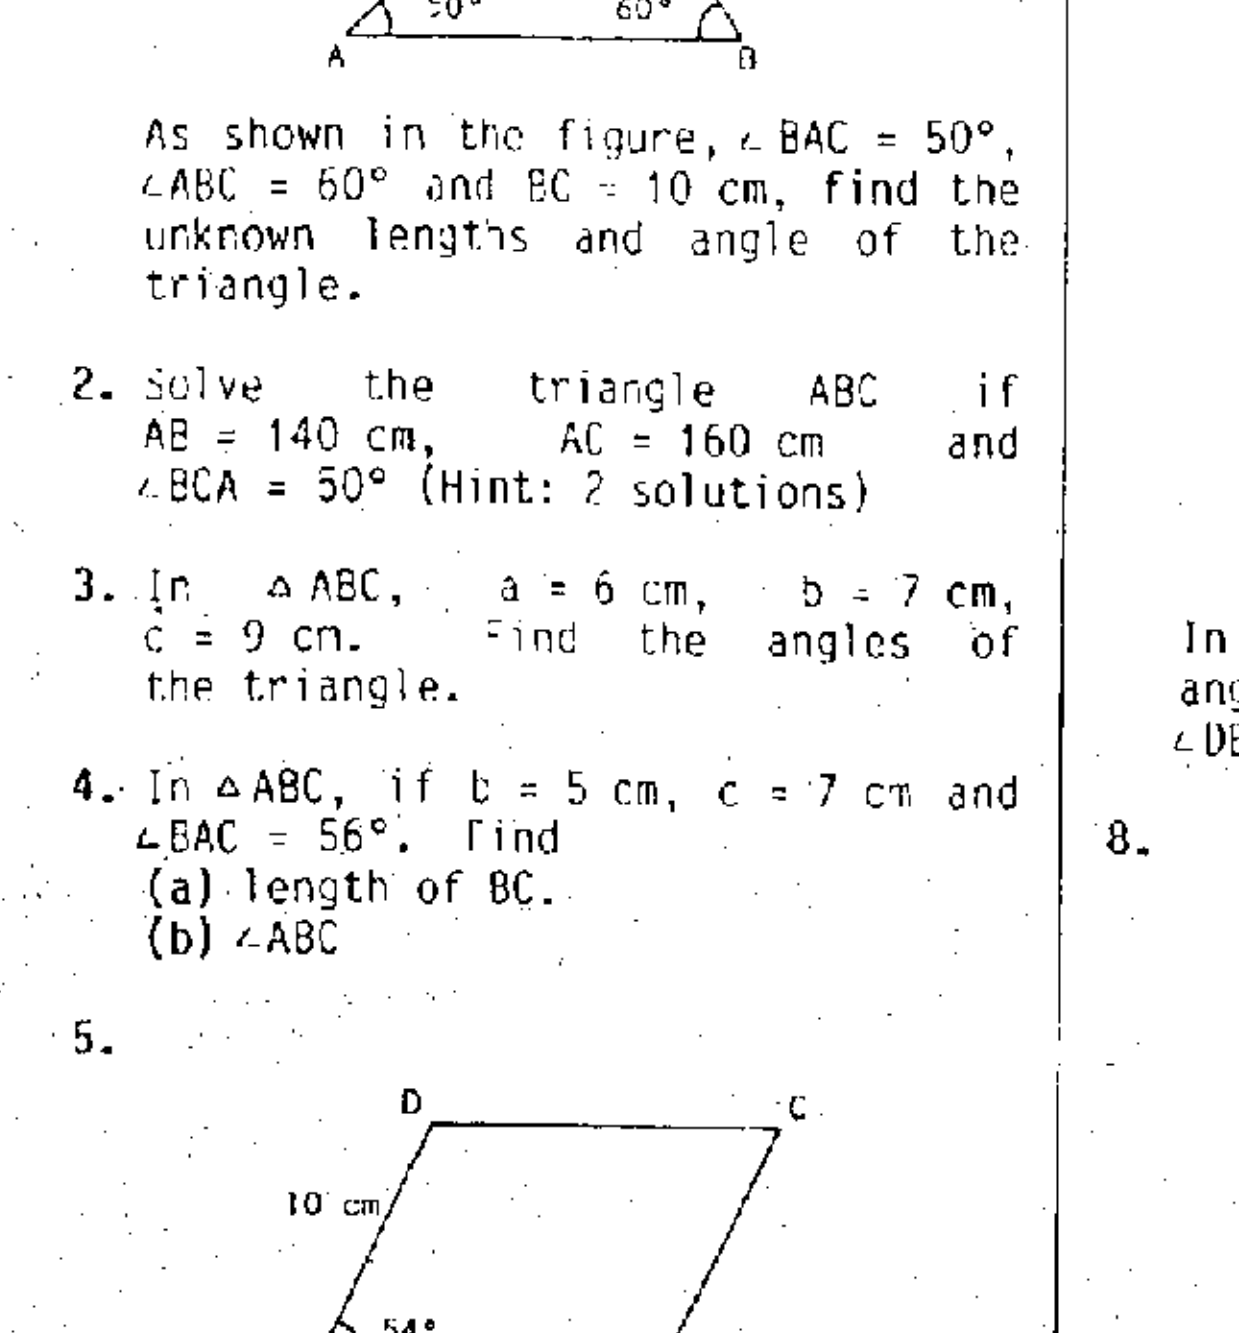 50° 60°
A B
As shown in the figure, ∠BAC = 50°,
∠ABC = 60° and BC = 10 cm, find the
unknown lengths and angle of the
triangle.
2. Solve the triangle ABC if
AB = 140 cm, AC = 160 cm and
∠BCA = 50° (Hint: 2 solutions)
3. In △ABC, a = 6 cm, b = 7 cm,
c = 9 cm. Find the angles of
the triangle.
4. In △ABC, if b = 5 cm, c = 7 cm and
∠BAC = 56°. Find
(a) length of BC.
(b) ∠ABC
5.
D C
10 cm
54°
In
8.